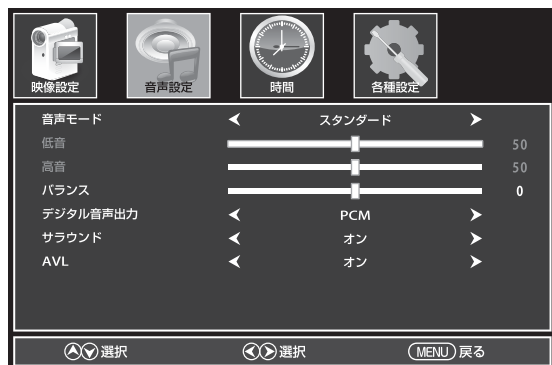 映像設定
音声設定
時間
各種設定
音声モード スタンダード
低音 50
高音 50
バランス 0
デジタル音声出力 PCM
サラウンド オン
AVL オン
選択 選択 MENU 戻る